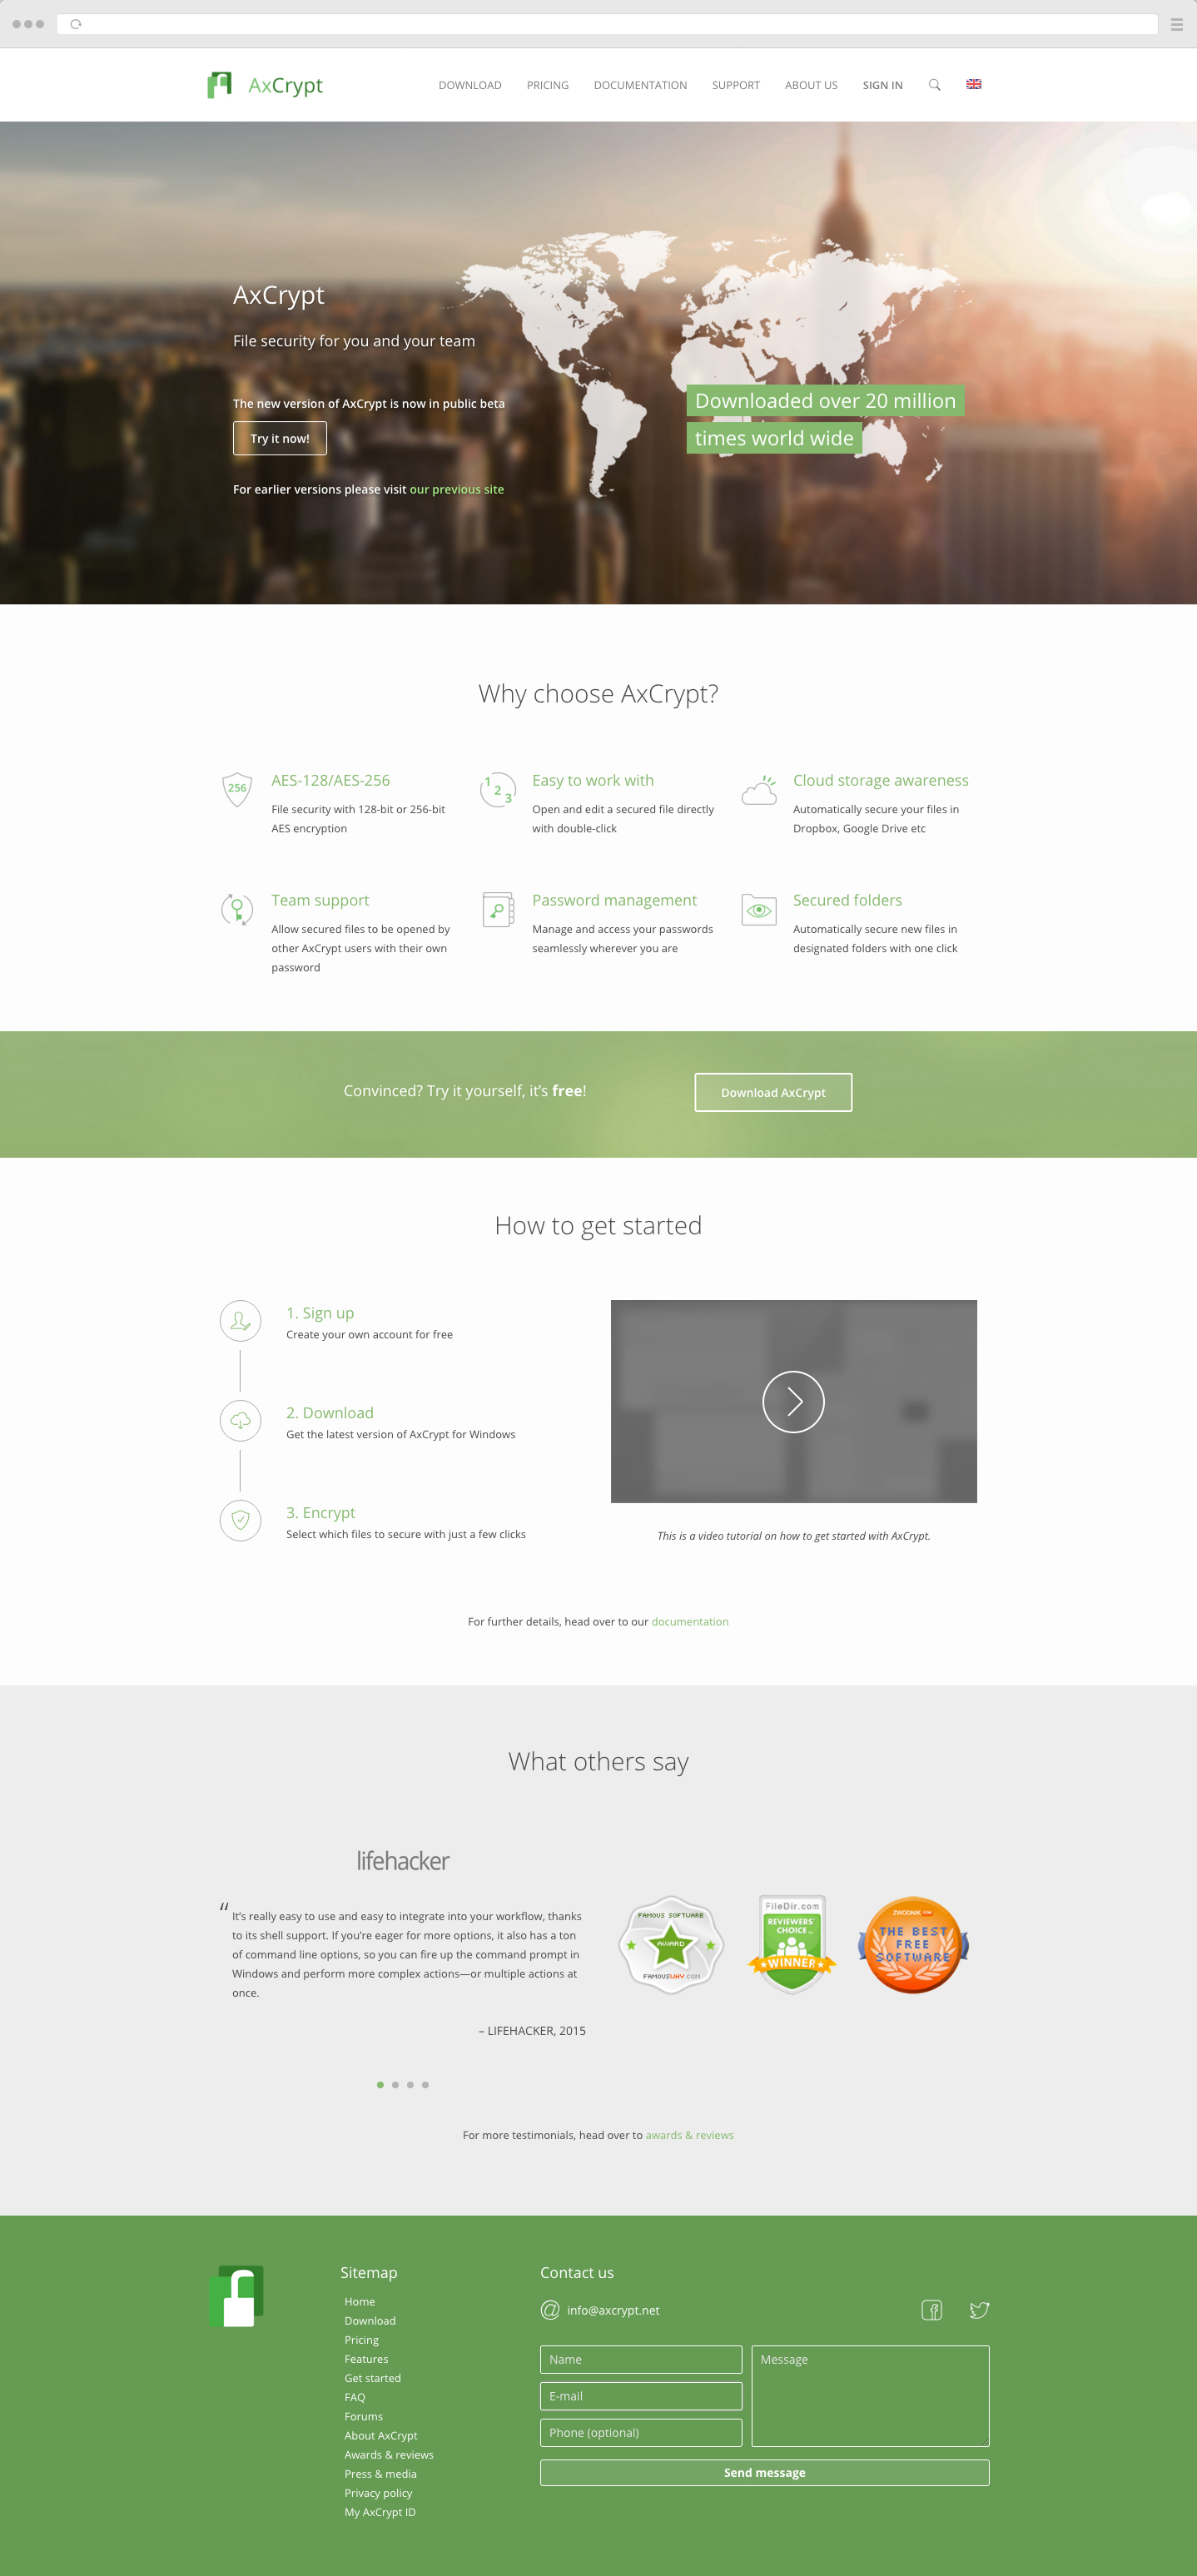 AxCrypt
DOWNLOAD PRICING DOCUMENTATION SUPPORT ABOUT US SIGN IN
AxCrypt
File security for you and your team
The new version of AxCrypt is now in public beta
Try it now!
For earlier versions please visit our previous site
Downloaded over 20 million
times world wide
Why choose AxCrypt?
256
AES-128/AES-256
File security with 128-bit or 256-bit
AES encryption
1 2 3
Easy to work with
Open and edit a secured file directly
with double-click
Cloud storage awareness
Automatically secure your files in
Dropbox, Google Drive etc
Team support
Allow secured files to be opened by
other AxCrypt users with their own
password
Password management
Manage and access your passwords
seamlessly wherever you are
Secured folders
Automatically secure new files in
designated folders with one click
Convinced? Try it yourself, it’s free!
Download AxCrypt
How to get started
1. Sign up
Create your own account for free
2. Download
Get the latest version of AxCrypt for Windows
3. Encrypt
Select which files to secure with just a few clicks
This is a video tutorial on how to get started with AxCrypt.
For further details, head over to our documentation
What others say
lifehacker
“ It’s really easy to use and easy to integrate into your workflow, thanks
to its shell support. If you’re eager for more options, it also has a ton
of command line options, so you can fire up the command prompt in
Windows and perform more complex actions—or multiple actions at
once.
– LIFEHACKER, 2015
FAMOUS SOFTWARE
AWARD
FAMOUSWHY.COM
FileDir.com
REVIEWERS'
CHOICE
WINNER
ZWODNIK.COM
THE BEST
FREE
SOFTWARE
For more testimonials, head over to awards & reviews
Sitemap
Home
Download
Pricing
Features
Get started
FAQ
Forums
About AxCrypt
Awards & reviews
Press & media
Privacy policy
My AxCrypt ID
Contact us
@ info@axcrypt.net
Name
E-mail
Phone (optional)
Message
Send message